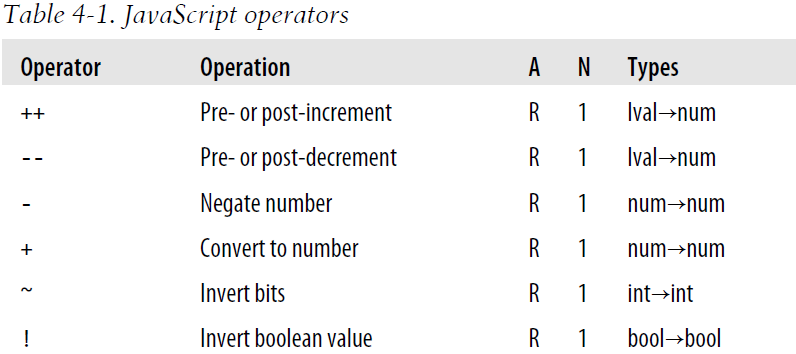 Table 4-1. JavaScript operators
Operator Operation A N Types
++ Pre- or post-increment R 1 lval→num
-- Pre- or post-decrement R 1 lval→num
- Negate number R 1 num→num
+ Convert to number R 1 num→num
~ Invert bits R 1 int→int
! Invert boolean value R 1 bool→bool